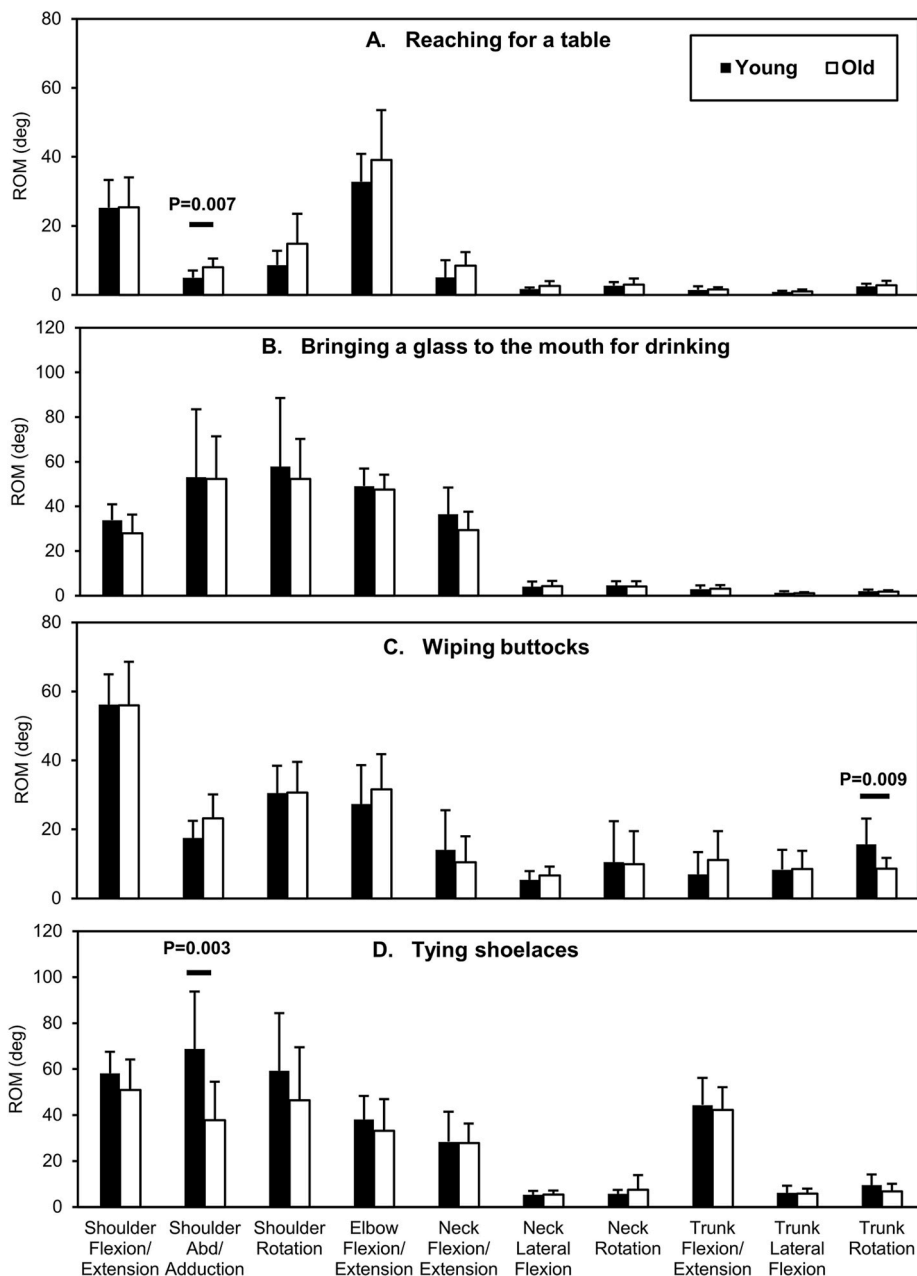 80
A. Reaching for a table
Young Old
60
ROM (deg)
40
P=0.007
20
0
120
B. Bringing a glass to the mouth for drinking
100
80
ROM (deg)
60
40
20
0
80
C. Wiping buttocks
60
ROM (deg)
40
P=0.009
20
0
120
P=0.003
D. Tying shoelaces
100
80
ROM (deg)
60
40
20
0
Shoulder Flexion/ Extension
Shoulder Abd/ Adduction
Shoulder Rotation
Elbow Flexion/ Extension
Neck Flexion/ Extension
Neck Lateral Flexion
Neck Rotation
Trunk Flexion/ Extension
Trunk Lateral Flexion
Trunk Rotation